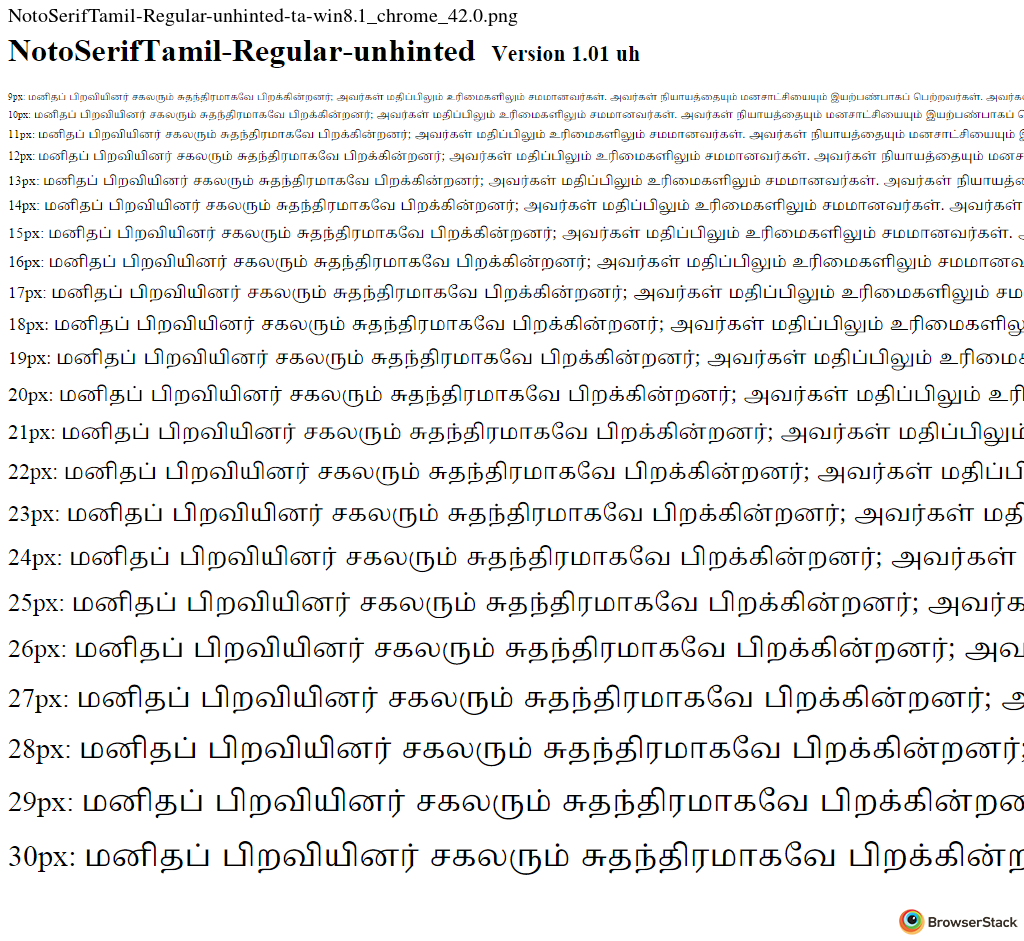 NotoSerifTamil-Regular-unhinted-ta-win8.1_chrome_42.0.png
NotoSerifTamil-Regular-unhinted Version 1.01 uh
9px: மனிதப் பிறவியினர் சகலரும் சுதந்திரமாகவே பிறக்கின்றனர்; அவர்கள் மதிப்பிலும் உரிமைகளிலும் சமமானவர்கள். அவர்கள் நியாயத்தையும் மனசாட்சியையும் இயற்பண்பாகப் பெற்றவர்கள்.
10px: மனிதப் பிறவியினர் சகலரும் சுதந்திரமாகவே பிறக்கின்றனர்; அவர்கள் மதிப்பிலும் உரிமைகளிலும் சமமானவர்கள். அவர்கள் நியாயத்தையும் மனசாட்சியையும் இயற்பண்பாகப்
11px: மனிதப் பிறவியினர் சகலரும் சுதந்திரமாகவே பிறக்கின்றனர்; அவர்கள் மதிப்பிலும் உரிமைகளிலும் சமமானவர்கள். அவர்கள் நியாயத்தையும் மனசாட்சியையும்
12px: மனிதப் பிறவியினர் சகலரும் சுதந்திரமாகவே பிறக்கின்றனர்; அவர்கள் மதிப்பிலும் உரிமைகளிலும் சமமானவர்கள். அவர்கள் நியாயத்தையும் மனச
13px: மனிதப் பிறவியினர் சகலரும் சுதந்திரமாகவே பிறக்கின்றனர்; அவர்கள் மதிப்பிலும் உரிமைகளிலும் சமமானவர்கள். அவர்கள் நியாயத்
14px: மனிதப் பிறவியினர் சகலரும் சுதந்திரமாகவே பிறக்கின்றனர்; அவர்கள் மதிப்பிலும் உரிமைகளிலும் சமமானவர்கள். அவர்கள்
15px: மனிதப் பிறவியினர் சகலரும் சுதந்திரமாகவே பிறக்கின்றனர்; அவர்கள் மதிப்பிலும் உரிமைகளிலும் சமமானவர்கள்.
16px: மனிதப் பிறவியினர் சகலரும் சுதந்திரமாகவே பிறக்கின்றனர்; அவர்கள் மதிப்பிலும் உரிமைகளிலும் சமமானவ
17px: மனிதப் பிறவியினர் சகலரும் சுதந்திரமாகவே பிறக்கின்றனர்; அவர்கள் மதிப்பிலும் உரிமைகளிலும் சம
18px: மனிதப் பிறவியினர் சகலரும் சுதந்திரமாகவே பிறக்கின்றனர்; அவர்கள் மதிப்பிலும் உரிமைகளிலு
19px: மனிதப் பிறவியினர் சகலரும் சுதந்திரமாகவே பிறக்கின்றனர்; அவர்கள் மதிப்பிலும் உரிமைக
20px: மனிதப் பிறவியினர் சகலரும் சுதந்திரமாகவே பிறக்கின்றனர்; அவர்கள் மதிப்பிலும் உரி
21px: மனிதப் பிறவியினர் சகலரும் சுதந்திரமாகவே பிறக்கின்றனர்; அவர்கள் மதிப்பிலும்
22px: மனிதப் பிறவியினர் சகலரும் சுதந்திரமாகவே பிறக்கின்றனர்; அவர்கள் மதிப்பி
23px: மனிதப் பிறவியினர் சகலரும் சுதந்திரமாகவே பிறக்கின்றனர்; அவர்கள் மதி
24px: மனிதப் பிறவியினர் சகலரும் சுதந்திரமாகவே பிறக்கின்றனர்; அவர்கள்
25px: மனிதப் பிறவியினர் சகலரும் சுதந்திரமாகவே பிறக்கின்றனர்; அவர்க
26px: மனிதப் பிறவியினர் சகலரும் சுதந்திரமாகவே பிறக்கின்றனர்; அவ
27px: மனிதப் பிறவியினர் சகலரும் சுதந்திரமாகவே பிறக்கின்றனர்; அ
28px: மனிதப் பிறவியினர் சகலரும் சுதந்திரமாகவே பிறக்கின்றனர்;
29px: மனிதப் பிறவியினர் சகலரும் சுதந்திரமாகவே பிறக்கின்றன
30px: மனிதப் பிறவியினர் சகலரும் சுதந்திரமாகவே பிறக்கின்ற
BrowserStack